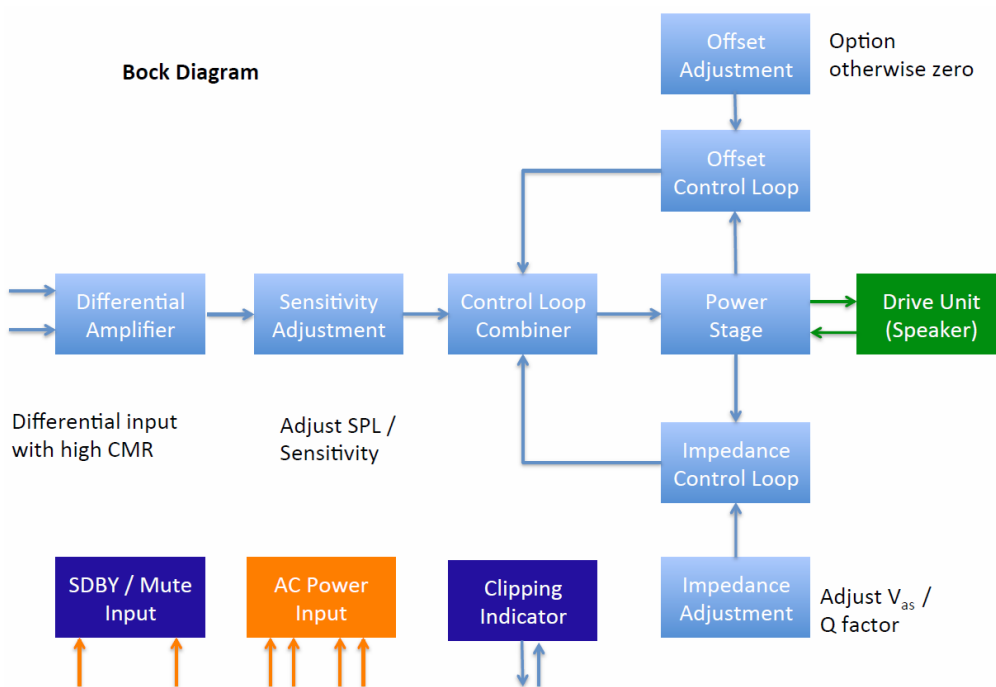 Bock Diagram
Offset
Adjustment
Option
otherwise zero
Offset
Control Loop
Differential
Amplifier
Sensitivity
Adjustment
Control Loop
Combiner
Power
Stage
Drive Unit
(Speaker)
Differential input
with high CMR
Adjust SPL /
Sensitivity
Impedance
Control Loop
SDBY / Mute
Input
AC Power
Input
Clipping
Indicator
Impedance
Adjustment
Adjust Vas /
Q factor